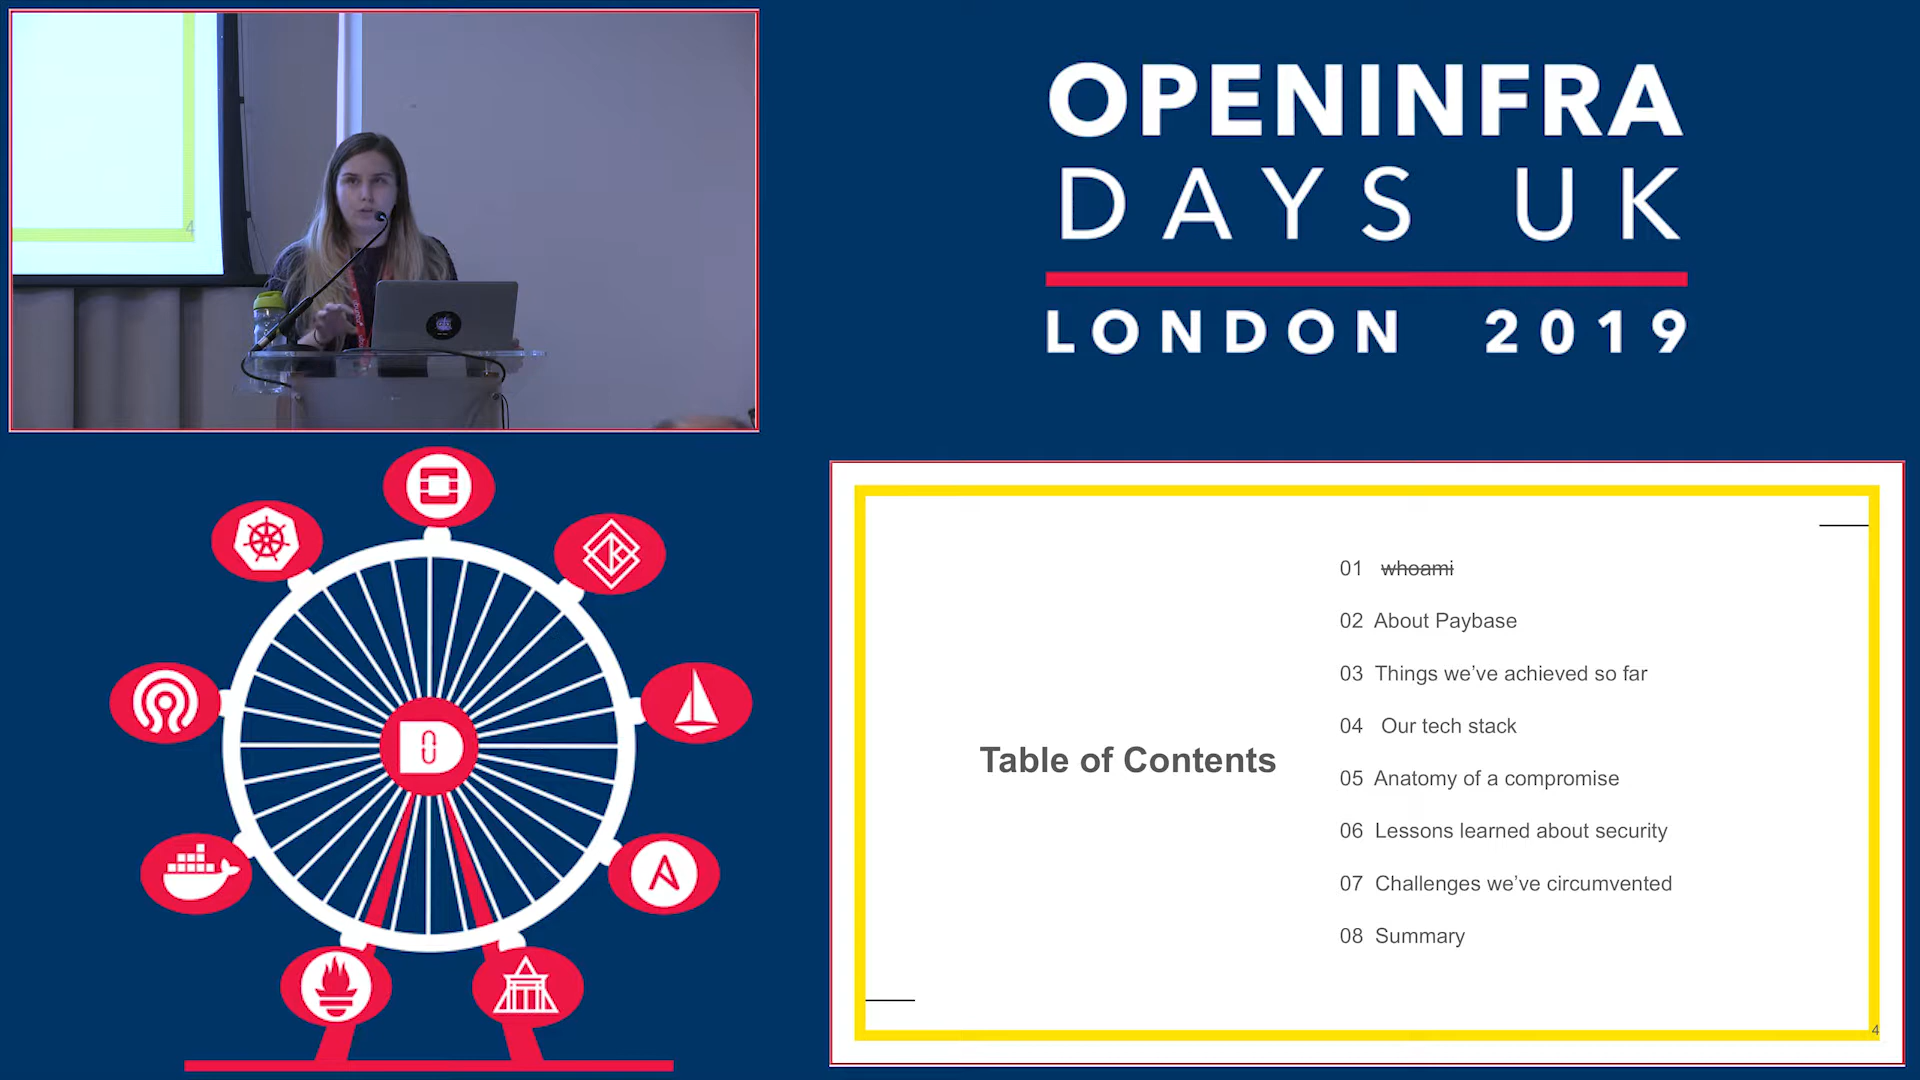 4
OPENINFRA
DAYS UK
LONDON 2019
Table of Contents
01 whoami
02 About Paybase
03 Things we've achieved so far
04 Our tech stack
05 Anatomy of a compromise
06 Lessons learned about security
07 Challenges we've circumvented
08 Summary
4